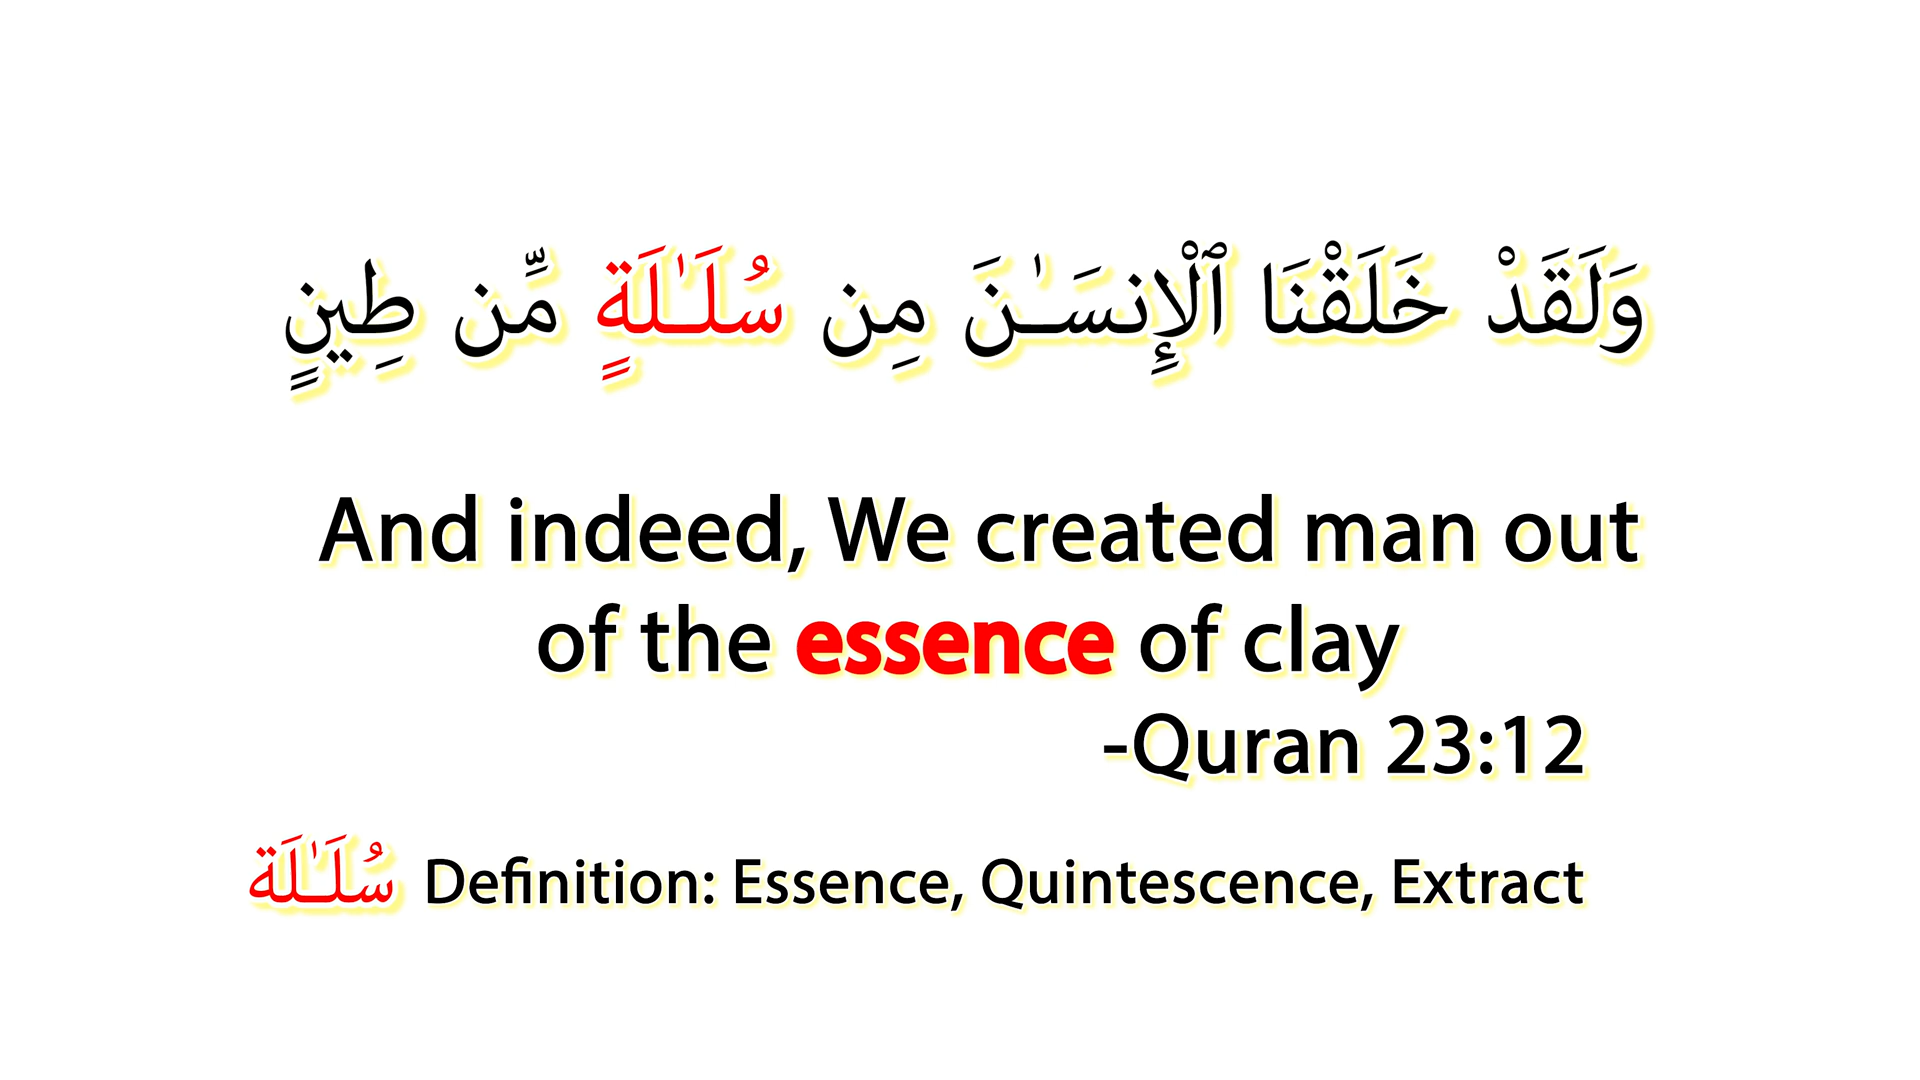 وَلَقَدْ خَلَقْنَا ٱلْإِنسَـٰنَ مِن سُلَـٰلَةٍ مِّن طِينٍ
And indeed, We created man out
of the essence of clay
-Quran 23:12
سُلَـٰلَة Definition: Essence, Quintescence, Extract